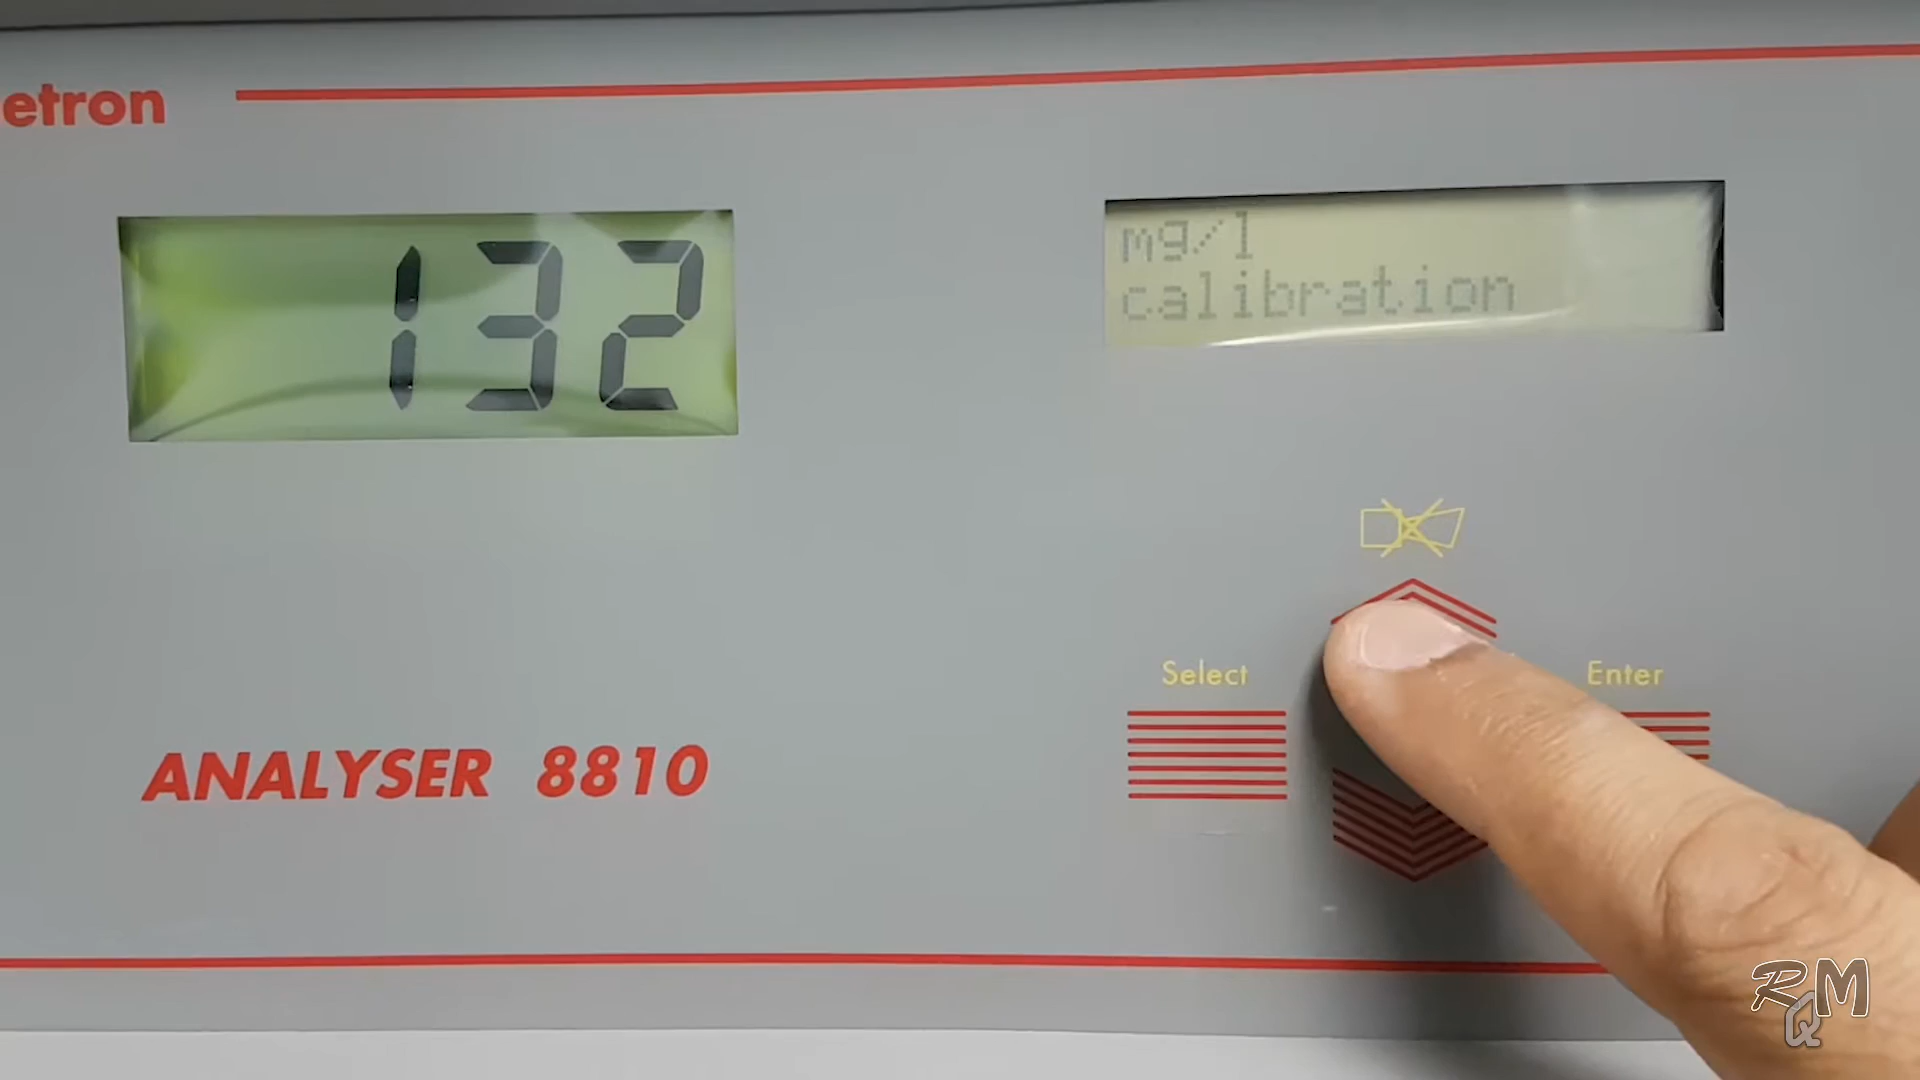 etron
132
mg/l
calibration
Select
Enter
ANALYSER 8810
RQM